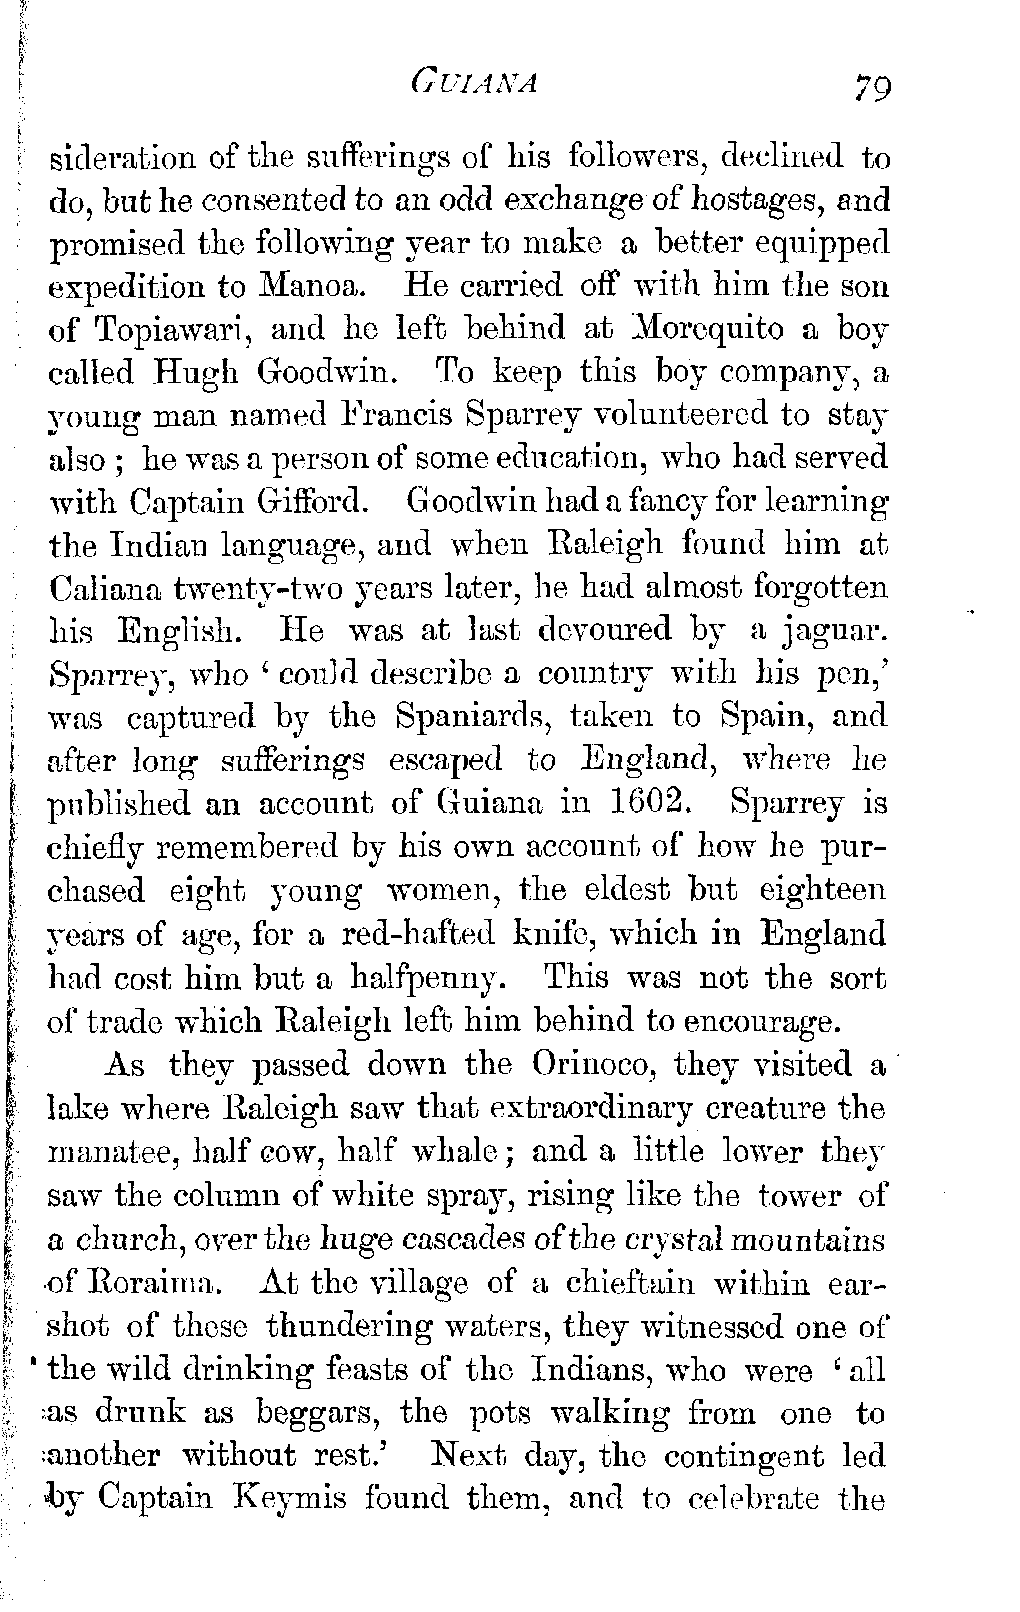 GUIANA 79
sideration of the sufferings of his followers, declined to
do, but he consented to an odd exchange of hostages, and
promised the following year to make a better equipped
expedition to Manoa. He carried off with him the son
of Topiawari, and he left behind at Morequito a boy
called Hugh Goodwin. To keep this boy company, a
young man named Francis Sparrey volunteered to stay
also ; he was a person of some education, who had served
with Captain Gifford. Goodwin had a fancy for learning
the Indian language, and when Raleigh found him at
Caliana twenty-two years later, he had almost forgotten
his English. He was at last devoured by a jaguar.
Sparrey, who ‘ could describe a country with his pen,’
was captured by the Spaniards, taken to Spain, and
after long sufferings escaped to England, where he
published an account of Guiana in 1602. Sparrey is
chiefly remembered by his own account of how he pur-
chased eight young women, the eldest but eighteen
years of age, for a red-hafted knife, which in England
had cost him but a halfpenny. This was not the sort
of trade which Raleigh left him behind to encourage.
As they passed down the Orinoco, they visited a
lake where Raleigh saw that extraordinary creature the
manatee, half cow, half whale ; and a little lower they
saw the column of white spray, rising like the tower of
a church, over the huge cascades of the crystal mountains
of Roraima. At the village of a chieftain within ear-
shot of these thundering waters, they witnessed one of
the wild drinking feasts of the Indians, who were ‘ all
as drunk as beggars, the pots walking from one to
another without rest.’ Next day, the contingent led
by Captain Keymis found them, and to celebrate the